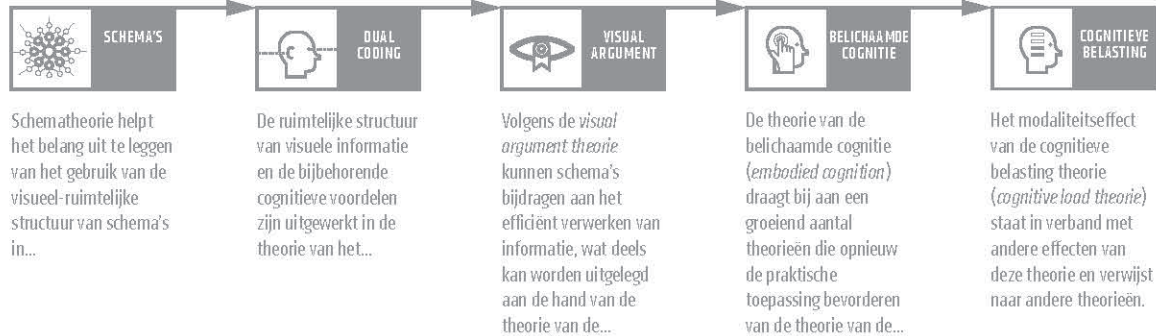 SCHEMA'S
Schematheorie helpt
het belang uit te leggen
van het gebruik van de
visueel-ruimtelijke
structuur van schema's
in...
DUAL
CODING
De ruimtelijke structuur
van visuele informatie
en de bijbehorende
cognitieve voordelen
zijn uitgewerkt in de
theorie van het...
VISUAL
ARGUMENT
Volgens de visual
argument theorie
kunnen schema's
bijdragen aan het
efficiënt verwerken van
informatie, wat deels
kan worden uitgelegd
aan de hand van de
theorie van de...
BELICHAAMDE
COGNITIE
De theorie van de
belichaamde cognitie
(embodied cognition)
draagt bij aan een
groeiend aantal
theorieën die opnieuw
de praktische
toepassing bevorderen
van de theorie van de...
COGNITIEVE
BELASTING
Het modaliteitseffect
van de cognitieve
belasting theorie
(cognitive load theorie)
staat in verband met
andere effecten van
deze theorie en verwijst
naar andere theorieën.